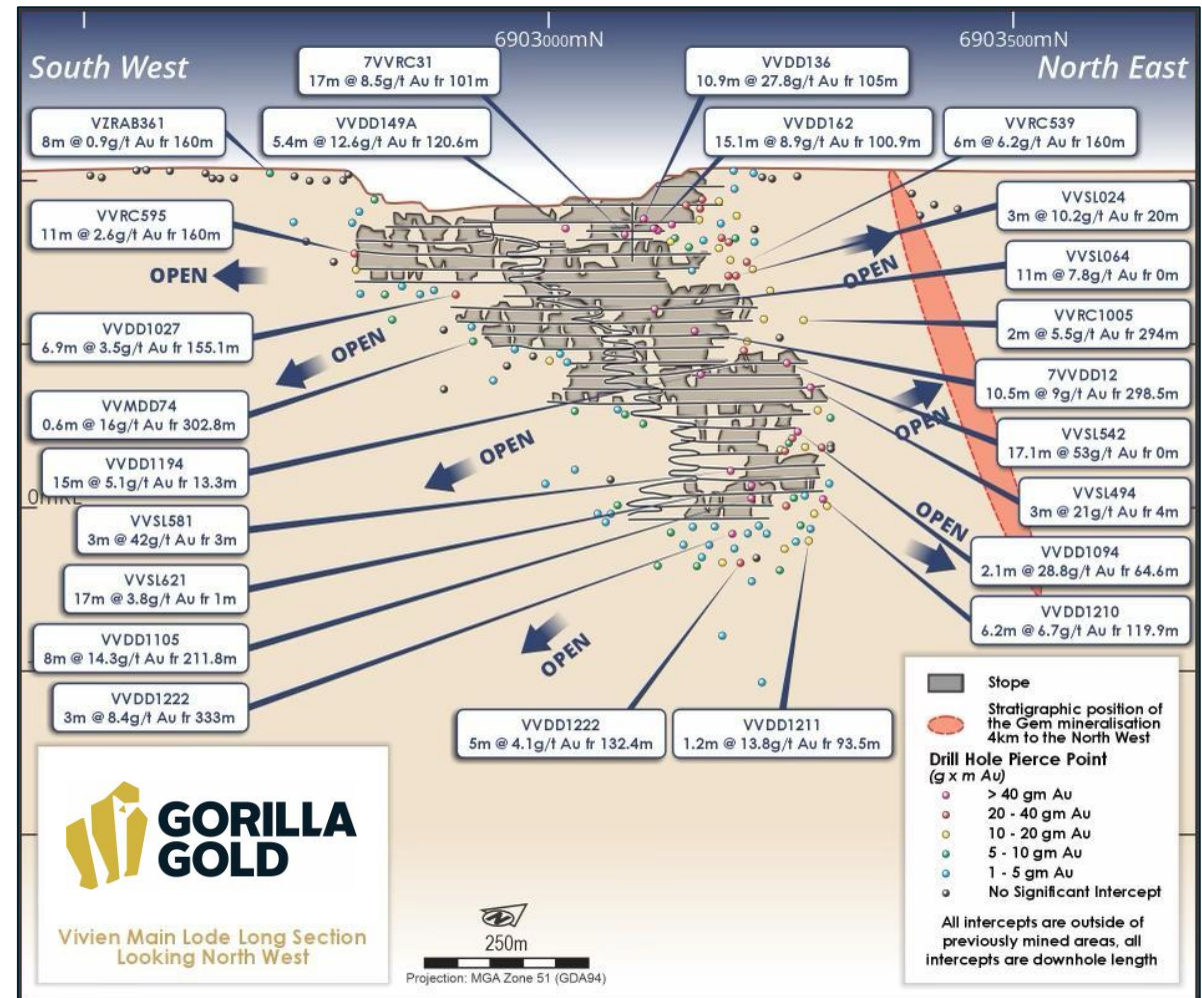 6903000mN
6903500mN
South West
North East
7VVRC31
17m @ 8.5g/t Au fr 101m
VVDD136
10.9m @ 27.8g/t Au fr 105m
VZRAB361
8m @ 0.9g/t Au fr 160m
VVDD149A
5.4m @ 12.6g/t Au fr 120.6m
VVDD162
15.1m @ 8.9g/t Au fr 100.9m
VVRC539
6m @ 6.2g/t Au fr 160m
VVRC595
11m @ 2.6g/t Au fr 160m
VVSL024
3m @ 10.2g/t Au fr 20m
OPEN
OPEN
VVSL064
11m @ 7.8g/t Au fr 0m
VVDD1027
6.9m @ 3.5g/t Au fr 155.1m
OPEN
VVRC1005
2m @ 5.5g/t Au fr 294m
7VVDD12
10.5m @ 9g/t Au fr 298.5m
VVMDD74
0.6m @ 16g/t Au fr 302.8m
OPEN
VVSL542
17.1m @ 53g/t Au fr 0m
VVDD1194
15m @ 5.1g/t Au fr 13.3m
OPEN
VVSL494
3m @ 21g/t Au fr 4m
0mRL
VVSL581
3m @ 42g/t Au fr 3m
OPEN
VVDD1094
2.1m @ 28.8g/t Au fr 64.6m
VVSL621
17m @ 3.8g/t Au fr 1m
VVDD1210
6.2m @ 6.7g/t Au fr 119.9m
VVDD1105
8m @ 14.3g/t Au fr 211.8m
OPEN
VVDD1222
3m @ 8.4g/t Au fr 333m
VVDD1222
5m @ 4.1g/t Au fr 132.4m
VVDD1211
1.2m @ 13.8g/t Au fr 93.5m
Stope
Stratigraphic position of
the Gem mineralisation
4km to the North West
Drill Hole Pierce Point
(g x m Au)
> 40 gm Au
20 - 40 gm Au
10 - 20 gm Au
5 - 10 gm Au
1 - 5 gm Au
No Significant Intercept
All intercepts are outside of
previously mined areas, all
intercepts are downhole length
GORILLA
GOLD
Vivien Main Lode Long Section
Looking North West
N
250m
Projection: MGA Zone 51 (GDA94)